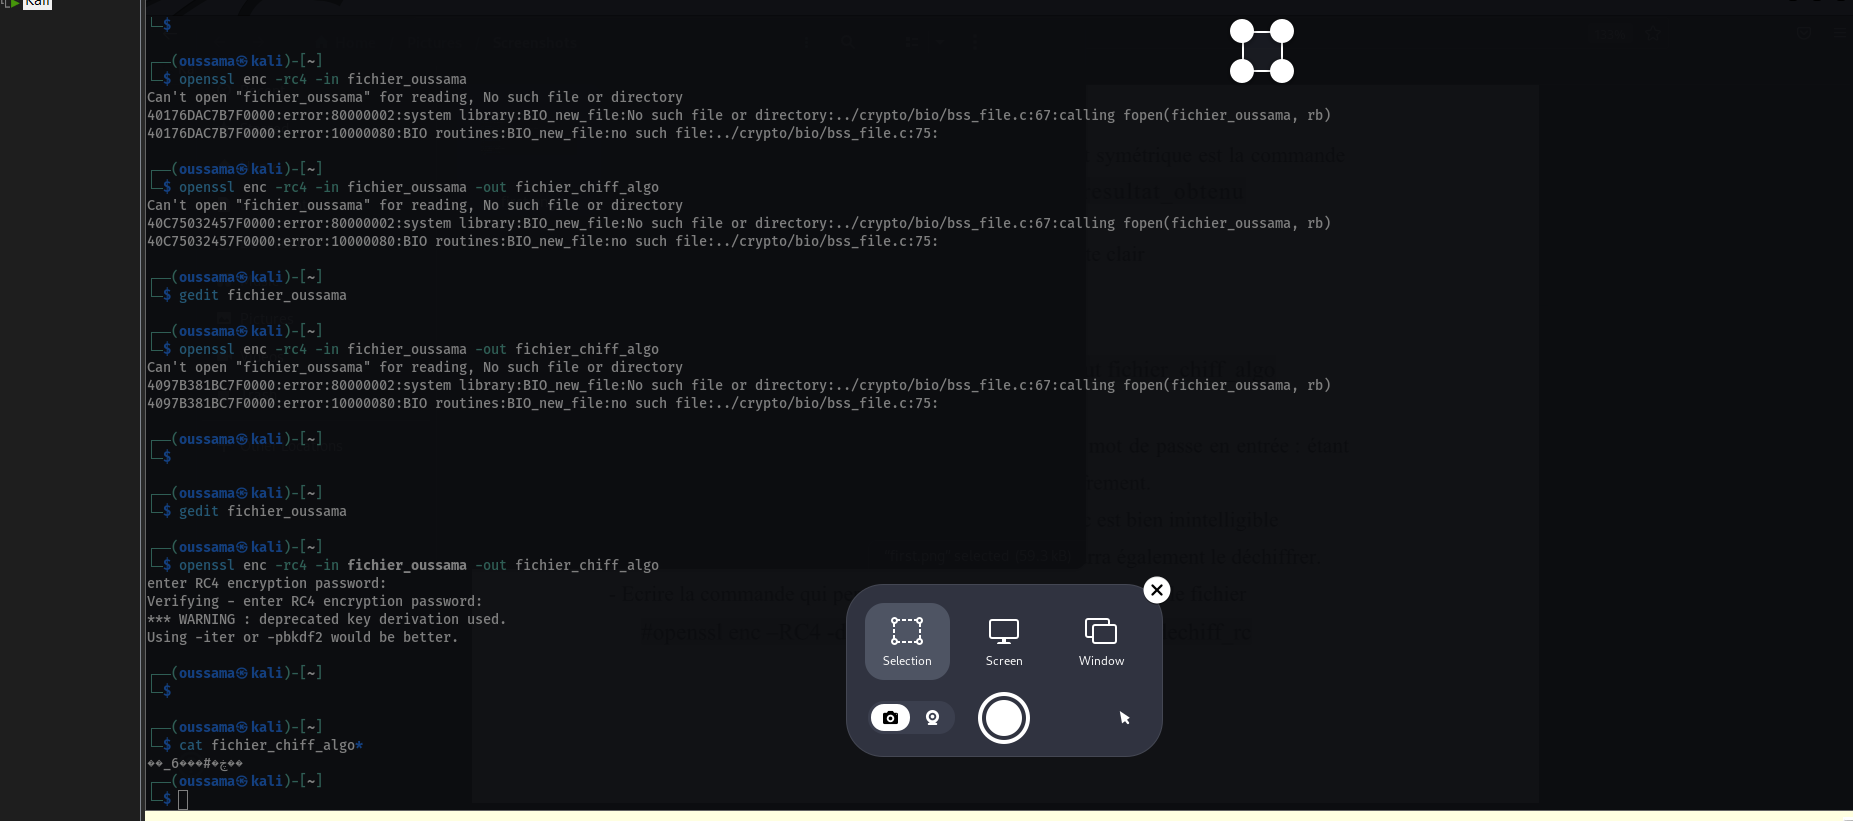 Kali
└─$
┌──(oussama㉿kali)-[~]
└─$ openssl enc -rc4 -in fichier_oussama
Can't open "fichier_oussama" for reading, No such file or directory
40176DAC7B7F0000:error:80000002:system library:BIO_new_file:No such file or directory:../crypto/bio/bss_file.c:67:calling fopen(fichier_oussama, rb)
40176DAC7B7F0000:error:10000080:BIO routines:BIO_new_file:no such file:../crypto/bio/bss_file.c:75:
┌──(oussama㉿kali)-[~]
└─$ openssl enc -rc4 -in fichier_oussama -out fichier_chiff_algo
Can't open "fichier_oussama" for reading, No such file or directory
40C75032457F0000:error:80000002:system library:BIO_new_file:No such file or directory:../crypto/bio/bss_file.c:67:calling fopen(fichier_oussama, rb)
40C75032457F0000:error:10000080:BIO routines:BIO_new_file:no such file:../crypto/bio/bss_file.c:75:
┌──(oussama㉿kali)-[~]
└─$ gedit fichier_oussama
┌──(oussama㉿kali)-[~]
└─$ openssl enc -rc4 -in fichier_oussama -out fichier_chiff_algo
Can't open "fichier_oussama" for reading, No such file or directory
4097B381BC7F0000:error:80000002:system library:BIO_new_file:No such file or directory:../crypto/bio/bss_file.c:67:calling fopen(fichier_oussama, rb)
4097B381BC7F0000:error:10000080:BIO routines:BIO_new_file:no such file:../crypto/bio/bss_file.c:75:
┌──(oussama㉿kali)-[~]
└─$
┌──(oussama㉿kali)-[~]
└─$ gedit fichier_oussama
┌──(oussama㉿kali)-[~]
└─$ openssl enc -rc4 -in fichier_oussama -out fichier_chiff_algo
enter RC4 encryption password:
Verifying - enter RC4 encryption password:
*** WARNING : deprecated key derivation used.
Using -iter or -pbkdf2 would be better.
┌──(oussama㉿kali)-[~]
└─$
┌──(oussama㉿kali)-[~]
└─$ cat fichier_chiff_algo*
��_6���#�خ��
┌──(oussama㉿kali)-[~]
└─$
symetrique est la commande
resultat_obtenu
le clair
fichier_chiff_algo
mot de passe en entrée : étant
est bien inintelligible
également le déchiffrer.
- Ecrire la commande qui
fichier
#openssl enc -RC4
Selection
Screen
Window